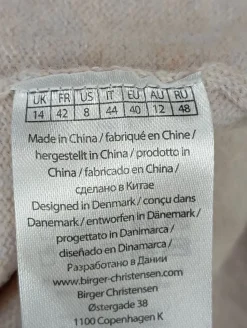 UK FR US IT EU AU RU
14 42 8 44 40 12 48
Made in China / fabriqué en Chine /
hergestellt in China / prodotto in
China / fabricado en China /
сделано в Китае
Designed in Denmark / conçu dans
Danemark / entworfen in Dänemark /
progettato in Danimarca /
diseñado en Dinamarca /
Разработано в Дании
www.birger-christensen.com
Birger Christensen
Østergade 38
1100 Copenhagen K